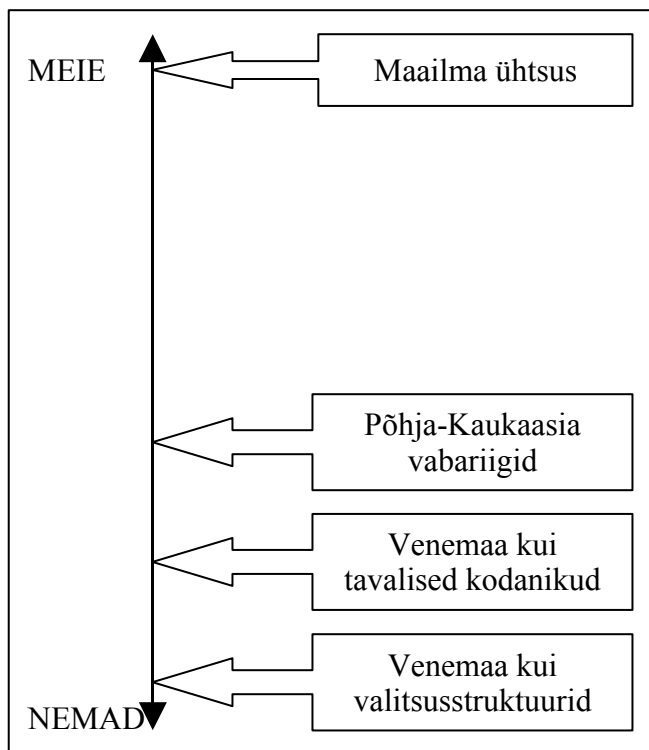 MEIE
Maailma ühtsus
Põhja-Kaukaasia
vabariigid
Venemaa kui
tavalised kodanikud
Venemaa kui
valitsusstruktuurid
NEMAD